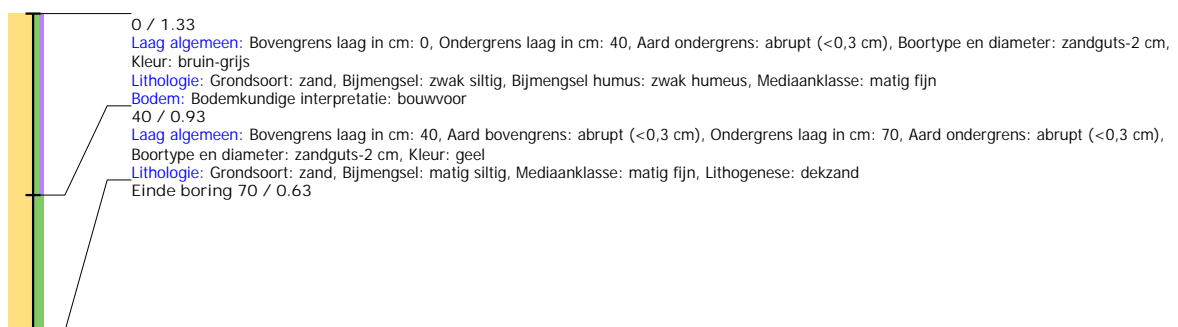 0 / 1.33
Laag algemeen: Bovengrens laag in cm: 0, Ondergrens laag in cm: 40, Aard ondergrens: abrupt (<0,3 cm), Boortype en diameter: zandguts-2 cm,
Kleur: bruin-grijs
Lithologie: Grondsoort: zand, Bijmengsel: zwak siltig, Bijmengsel humus: zwak humeus, Mediaanklasse: matig fijn
Bodem: Bodemkundige interpretatie: bouwvoor
40 / 0.93
Laag algemeen: Bovengrens laag in cm: 40, Aard bovengrens: abrupt (<0,3 cm), Ondergrens laag in cm: 70, Aard ondergrens: abrupt (<0,3 cm),
Boortype en diameter: zandguts-2 cm, Kleur: geel
Lithologie: Grondsoort: zand, Bijmengsel: matig siltig, Mediaanklasse: matig fijn, Lithogenese: dekzand
Einde boring 70 / 0.63